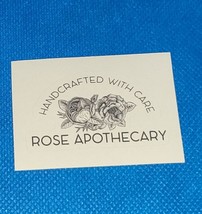 HANDCRAFTED WITH CARE
ROSE APOTHECARY